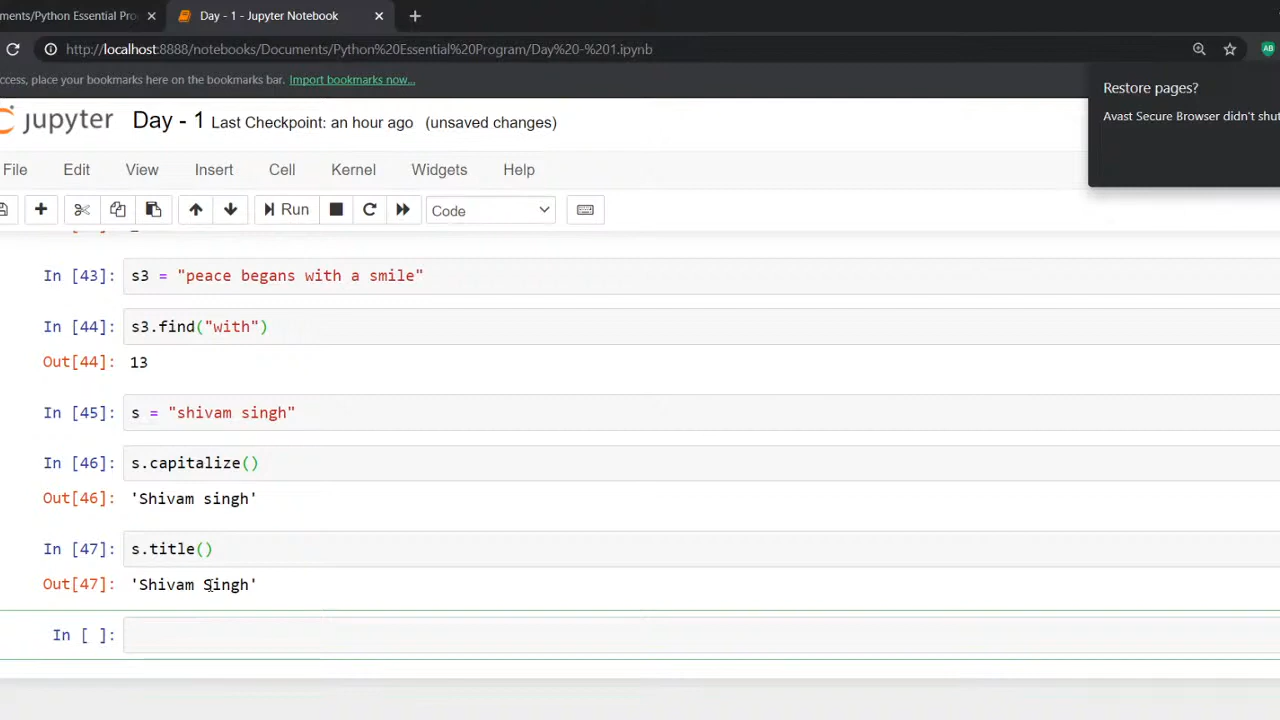 ments/Python Essential Pro
Day - 1 - Jupyter Notebook
http://localhost:8888/notebooks/Documents/Python%20Essential%20Program/Day%20-%201.ipynb
AB
ccess, place your bookmarks here on the bookmarks bar. Import bookmarks now...
Restore pages?
Avast Secure Browser didn't shut
jupyter Day - 1 Last Checkpoint: an hour ago (unsaved changes)
File Edit View Insert Cell Kernel Widgets Help
Run Code
In [43]: s3 = "peace begans with a smile"
In [44]: s3.find("with")
Out[44]: 13
In [45]: s = "shivam singh"
In [46]: s.capitalize()
Out[46]: 'Shivam singh'
In [47]: s.title()
Out[47]: 'Shivam Singh'
In [ ]: